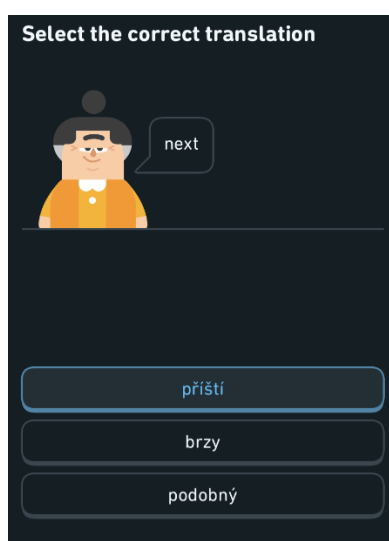 Select the correct translation
next
příští
brzy
podobný